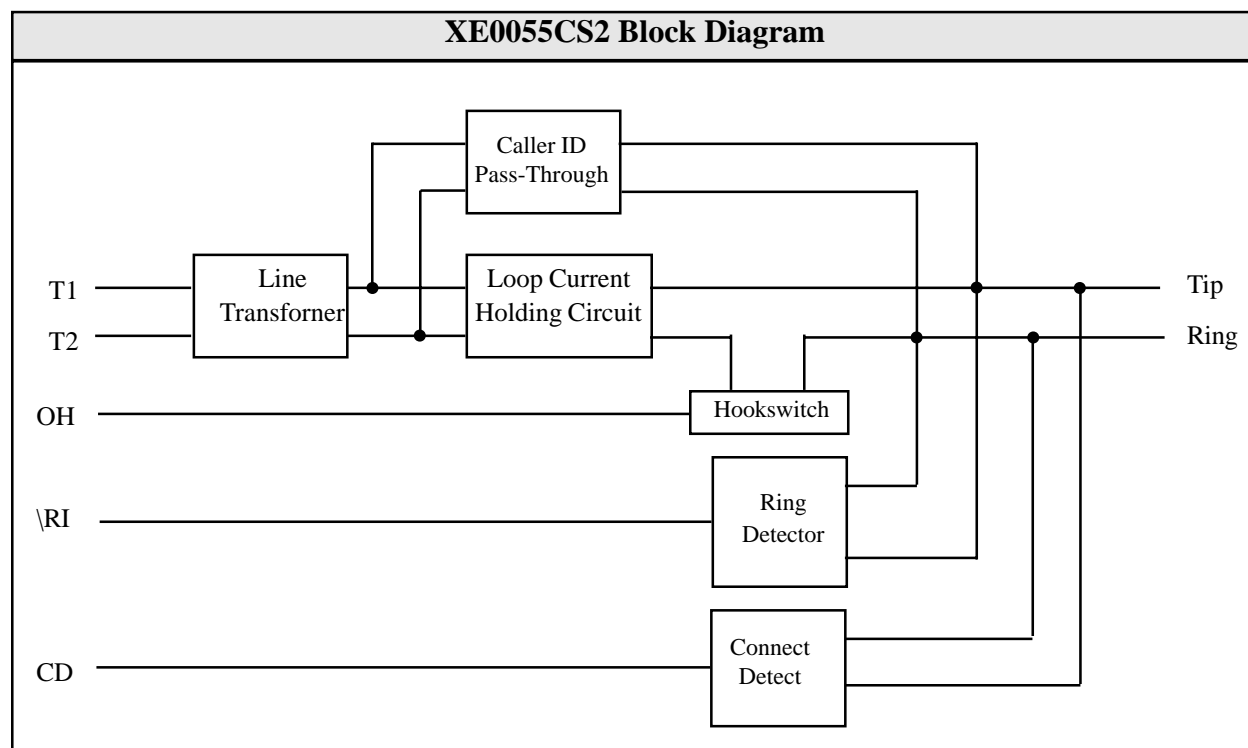 XE0055CS2 Block Diagram
Caller ID
Pass-Through
T1
T2
Line
Transforner
Loop Current
Holding Circuit
Tip
Ring
OH
Hookswitch
\RI
Ring
Detector
CD
Connect
Detect